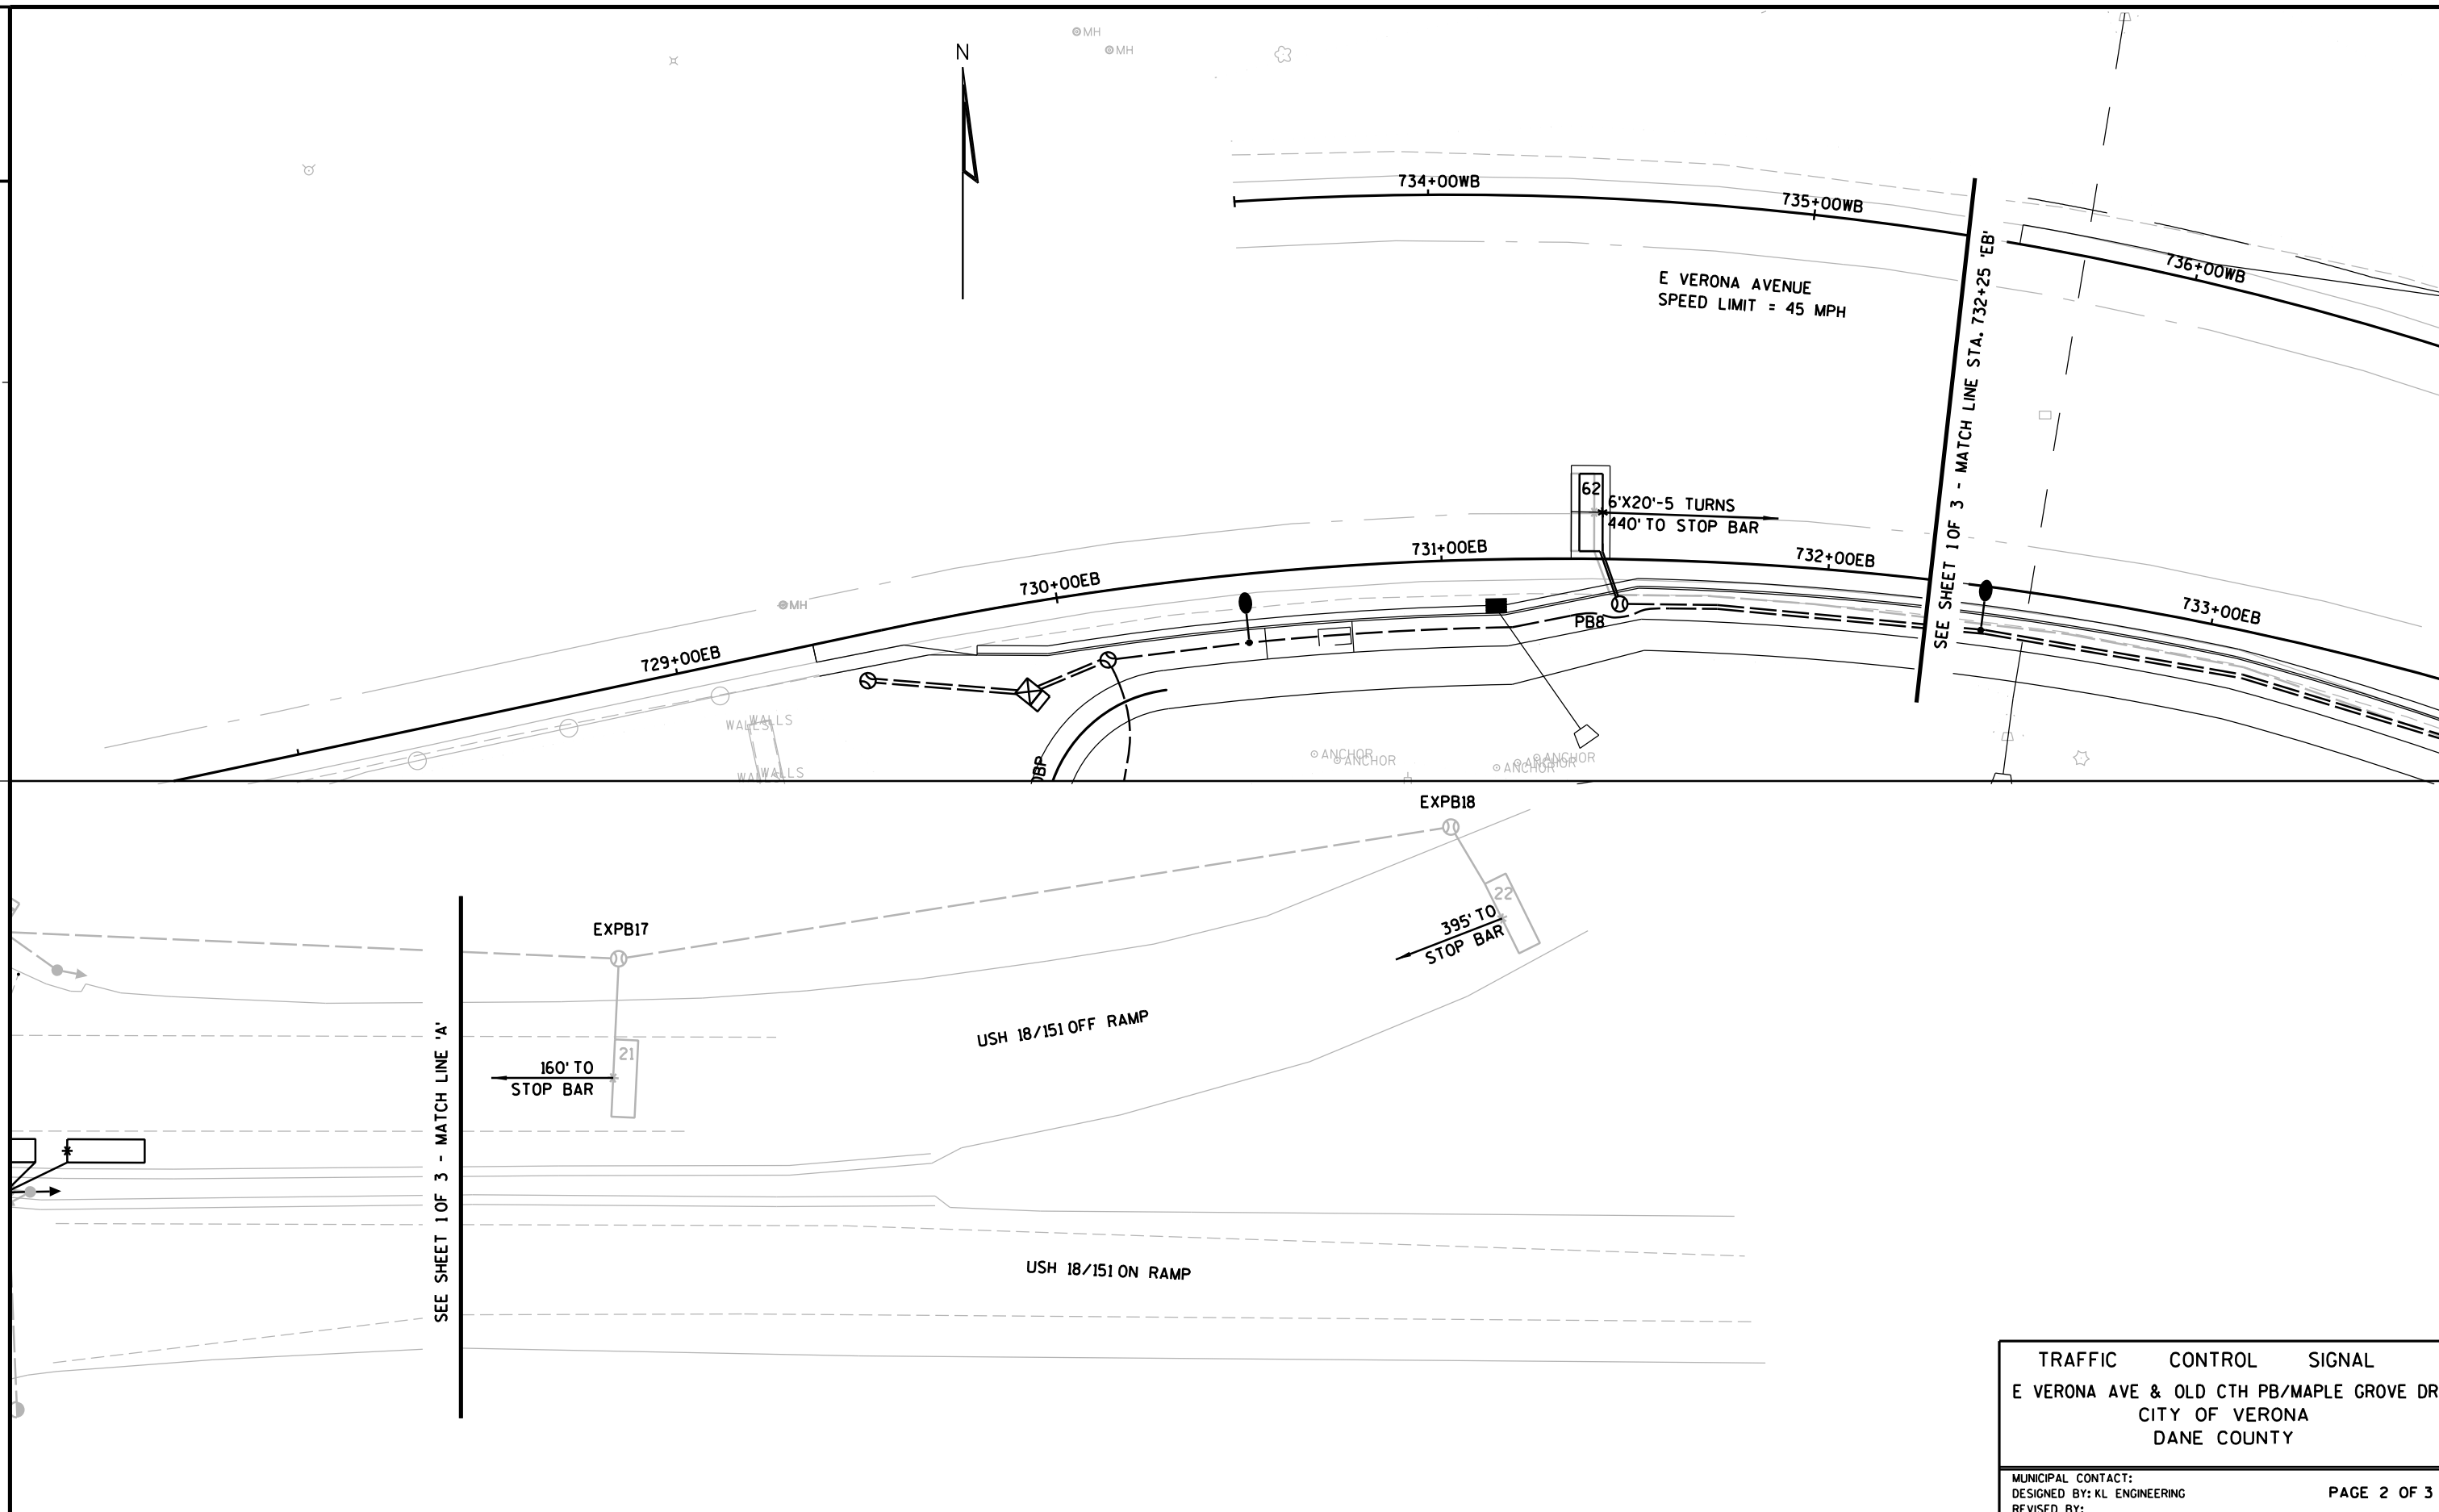 MH
MH
N
734+00WB
735+00WB
736+00WB
E VERONA AVENUE
SPEED LIMIT = 45 MPH
SEE SHEET 1 OF 3 - MATCH LINE STA. 732+25 'EB'
62
6'X20'-5 TURNS
440' TO STOP BAR
729+00EB
730+00EB
731+00EB
732+00EB
733+00EB
MH
PB8
WALLS
WALLS
WALLS
WALLS
ANCHOR
ANCHOR
ANCHOR
ANCHOR
ANCHOR
DBP
EXPB18
22
395' TO
STOP BAR
EXPB17
21
160' TO
STOP BAR
SEE SHEET 1 OF 3 - MATCH LINE 'A'
USH 18/151 OFF RAMP
USH 18/151 ON RAMP
TRAFFIC CONTROL SIGNAL
E VERONA AVE & OLD CTH PB/MAPLE GROVE DR
CITY OF VERONA
DANE COUNTY
MUNICIPAL CONTACT:
DESIGNED BY: KL ENGINEERING
PAGE 2 OF 3
REVISED BY: